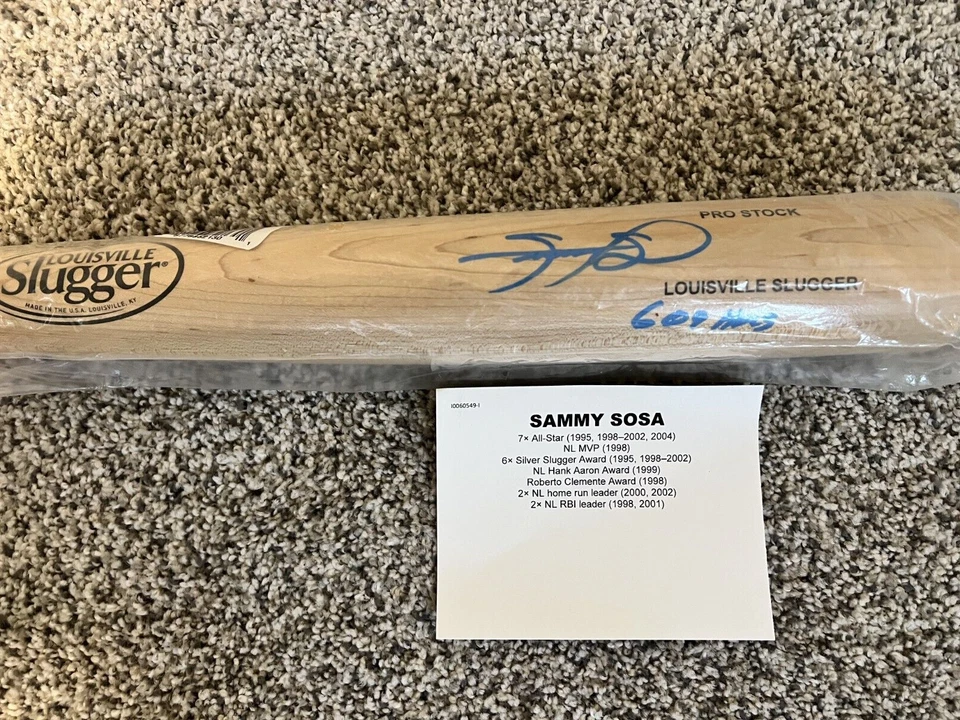 LOUISVILLE
Slugger®
MADE IN THE U.S.A. LOUISVILLE, KY
PRO STOCK
LOUISVILLE SLUGGER
609 HRS
10060549-1
SAMMY SOSA
7× All-Star (1995, 1998–2002, 2004)
NL MVP (1998)
6× Silver Slugger Award (1995, 1998–2002)
NL Hank Aaron Award (1999)
Roberto Clemente Award (1998)
2× NL home run leader (2000, 2002)
2× NL RBI leader (1998, 2001)